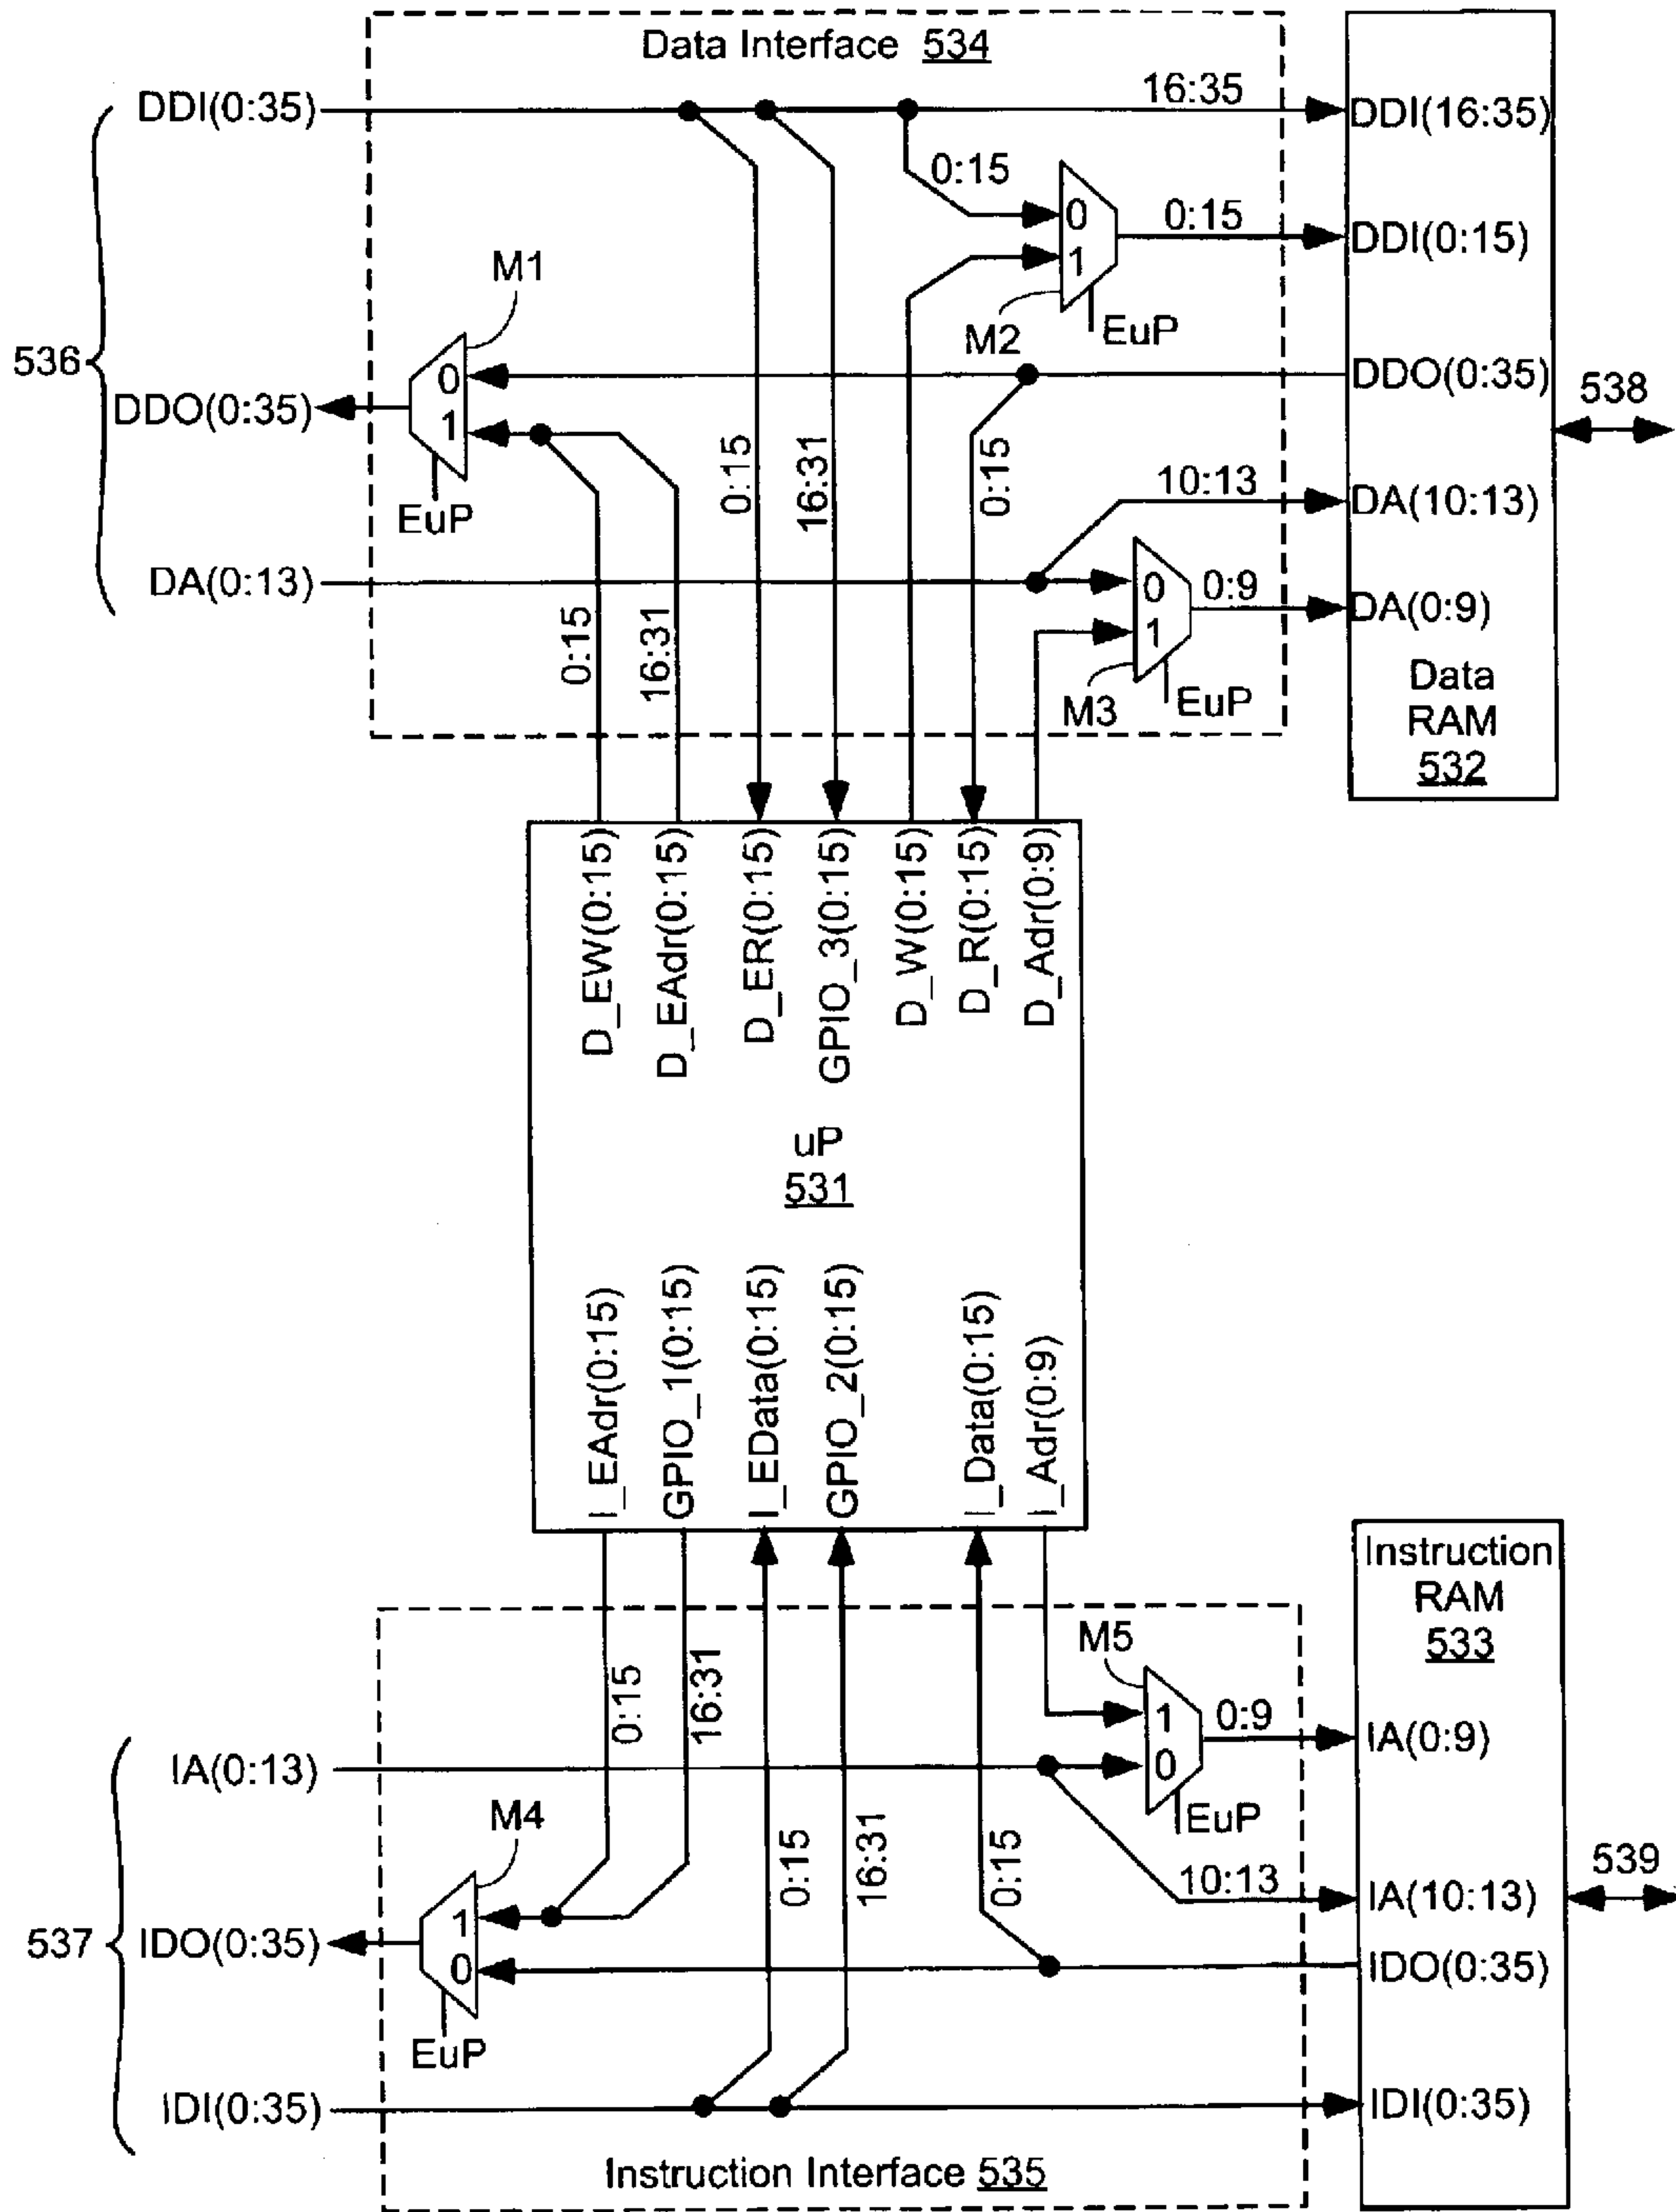 Data Interface 534
DDI(0:35)
16:35
DDI(16:35)
0:15
0
1
0:15
DDI(0:15)
M1
M2
EuP
536
0
1
DDO(0:35)
DDO(0:35)
538
EuP
0:15
16:31
0:15
10:13
DA(10:13)
DA(0:13)
0
1
0:9
DA(0:9)
0:15
16:31
M3
EuP
Data
RAM
532
D_EW(0:15)
D_EAdr(0:15)
D_ER(0:15)
GPIO_3(0:15)
D_W(0:15)
D_R(0:15)
D_Adr(0:9)
uP
531
I_EAdr(0:15)
GPIO_1(0:15)
I_EData(0:15)
GPIO_2(0:15)
I_Data(0:15)
I_Adr(0:9)
Instruction
RAM
533
0:15
16:31
M5
1
0
0:9
IA(0:9)
IA(0:13)
EuP
M4
0:15
16:31
0:15
10:13
IA(10:13)
539
537
IDO(0:35)
1
0
IDO(0:35)
EuP
IDI(0:35)
IDI(0:35)
Instruction Interface 535